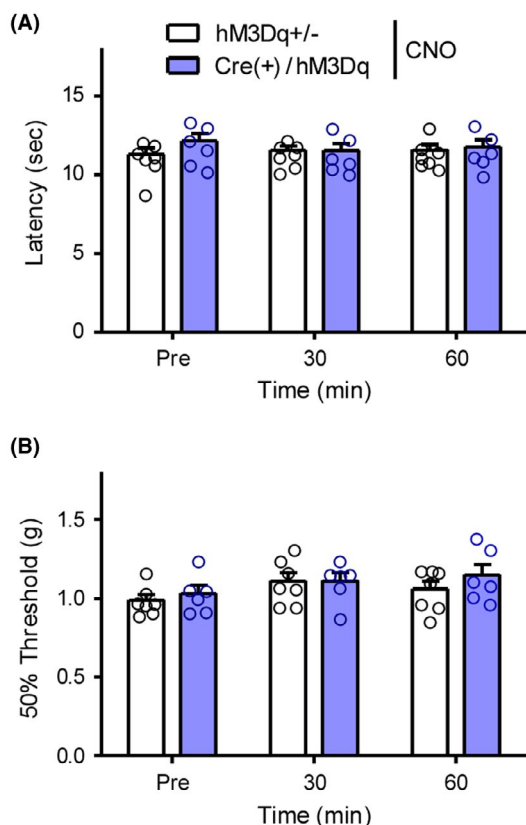 (A)
hM3Dq+/-
Cre(+)/hM3Dq
CNO
Latency (sec)
15
10
5
0
Pre 30 60
Time (min)
(B)
50% Threshold (g)
1.5
1.0
0.5
0.0
Pre 30 60
Time (min)